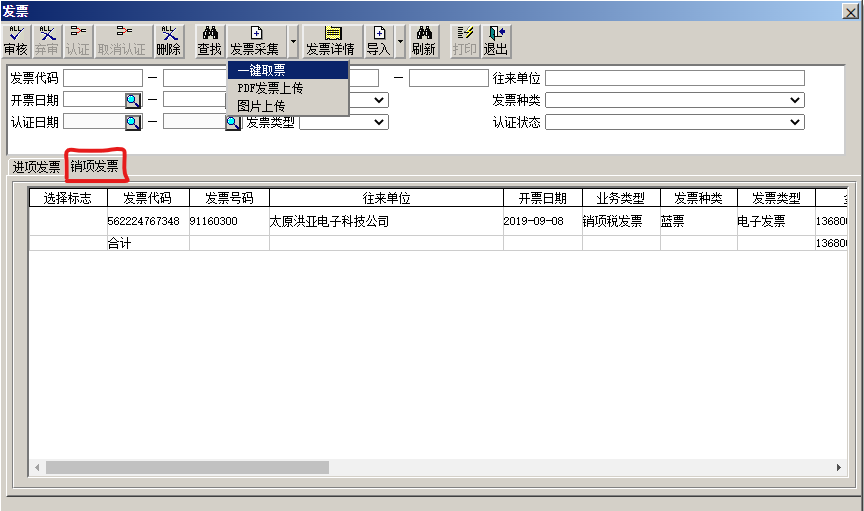 发票
审核 弃审 认证 取消认证 删除 查找 发票采集 发票详情 导入 刷新 打印 退出
一键取票
发票代码 — — 往来单位
PDF发票上传
开票日期 — 发票种类
图片上传
认证日期 — 发票类型 认证状态
进项发票 销项发票
选择标志 发票代码 发票号码 往来单位 开票日期 业务类型 发票种类 发票类型
562224767348 91160300 太原洪亚电子科技公司 2019-09-08 销项税发票 蓝票 电子发票 13680
合计 13680